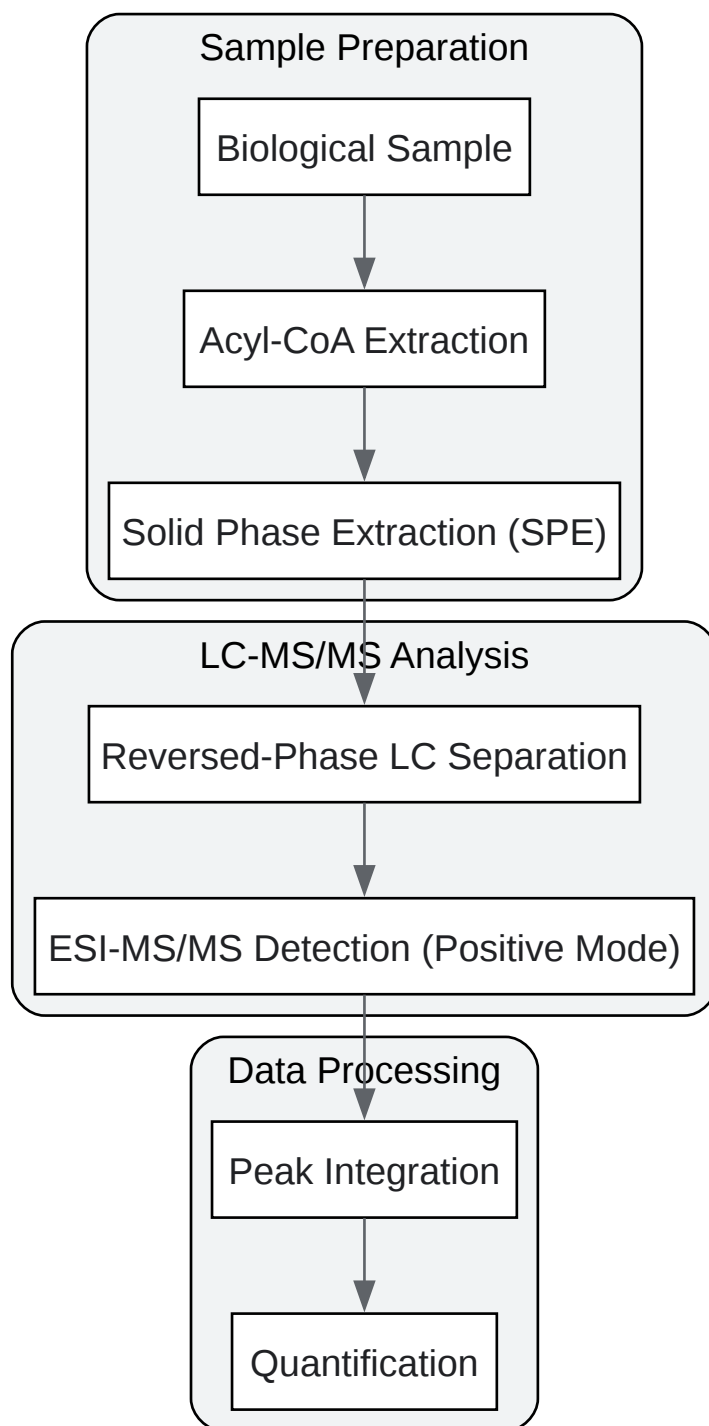 Sample Preparation
Biological Sample
Acyl-CoA Extraction
Solid Phase Extraction (SPE)
LC-MS/MS Analysis
Reversed-Phase LC Separation
ESI-MS/MS Detection (Positive Mode)
Data Processing
Peak Integration
Quantification